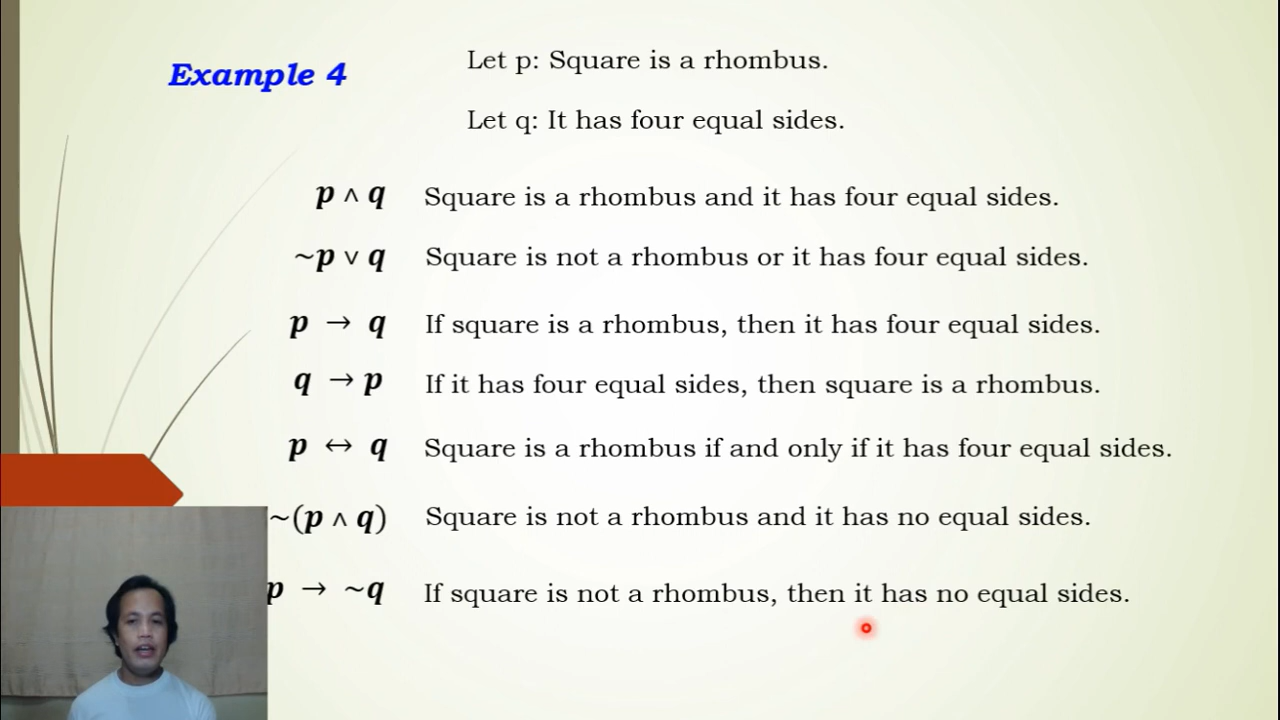 Example 4
Let p: Square is a rhombus.
Let q: It has four equal sides.
p ∧ q Square is a rhombus and it has four equal sides.
~p ∨ q Square is not a rhombus or it has four equal sides.
p → q If square is a rhombus, then it has four equal sides.
q → p If it has four equal sides, then square is a rhombus.
p ↔ q Square is a rhombus if and only if it has four equal sides.
~(p ∧ q) Square is not a rhombus and it has no equal sides.
p → ~q If square is not a rhombus, then it has no equal sides.